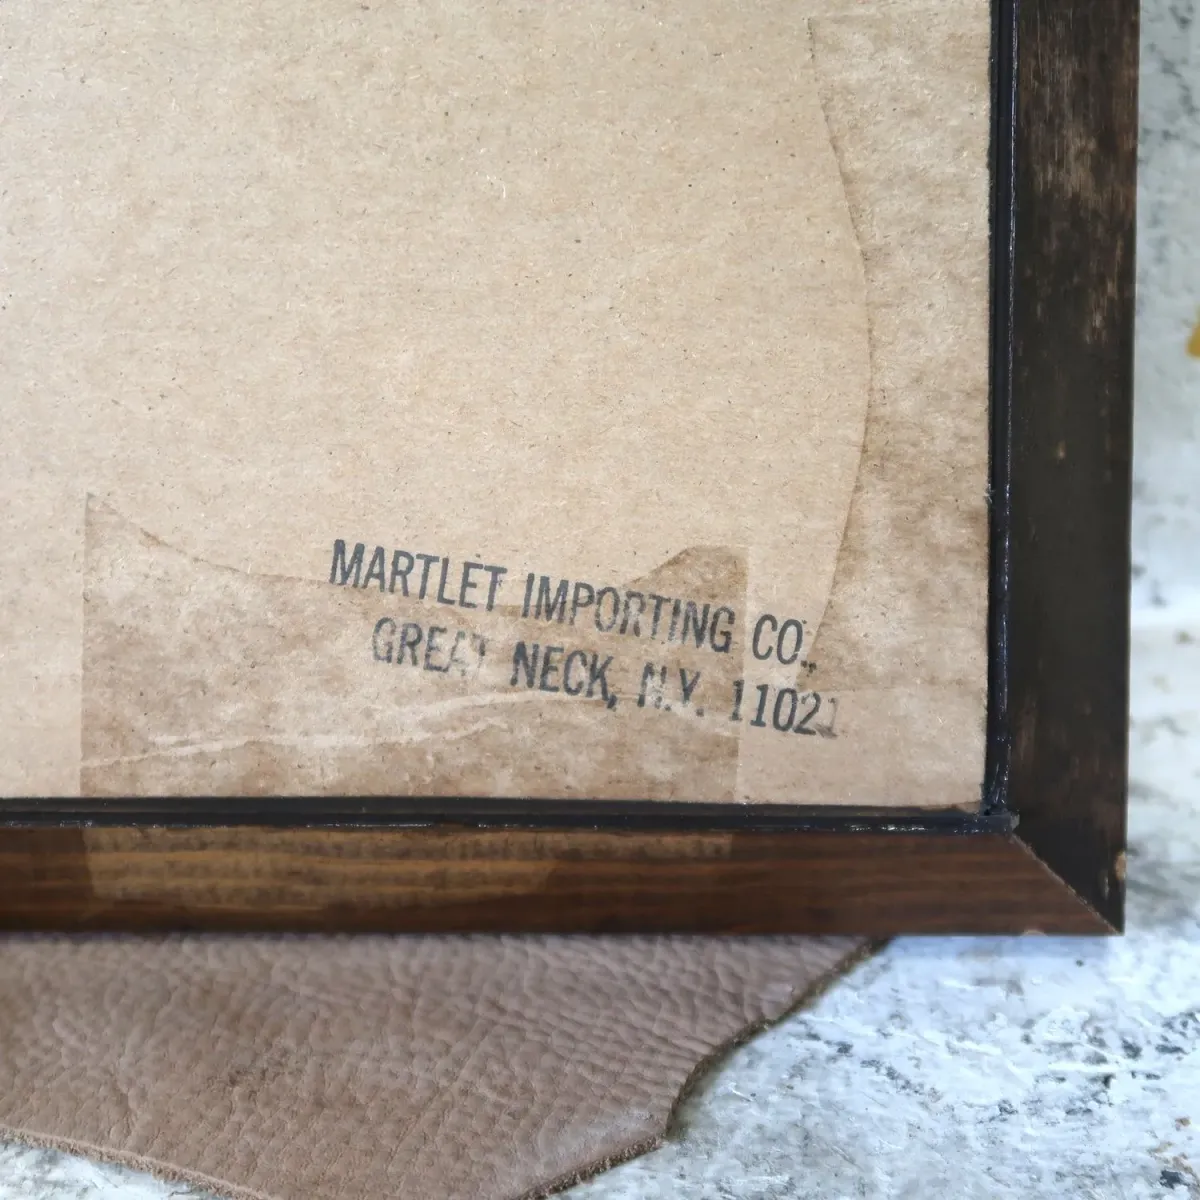 MARTLET IMPORTING CO.,
GREAT NECK, N.Y. 11021